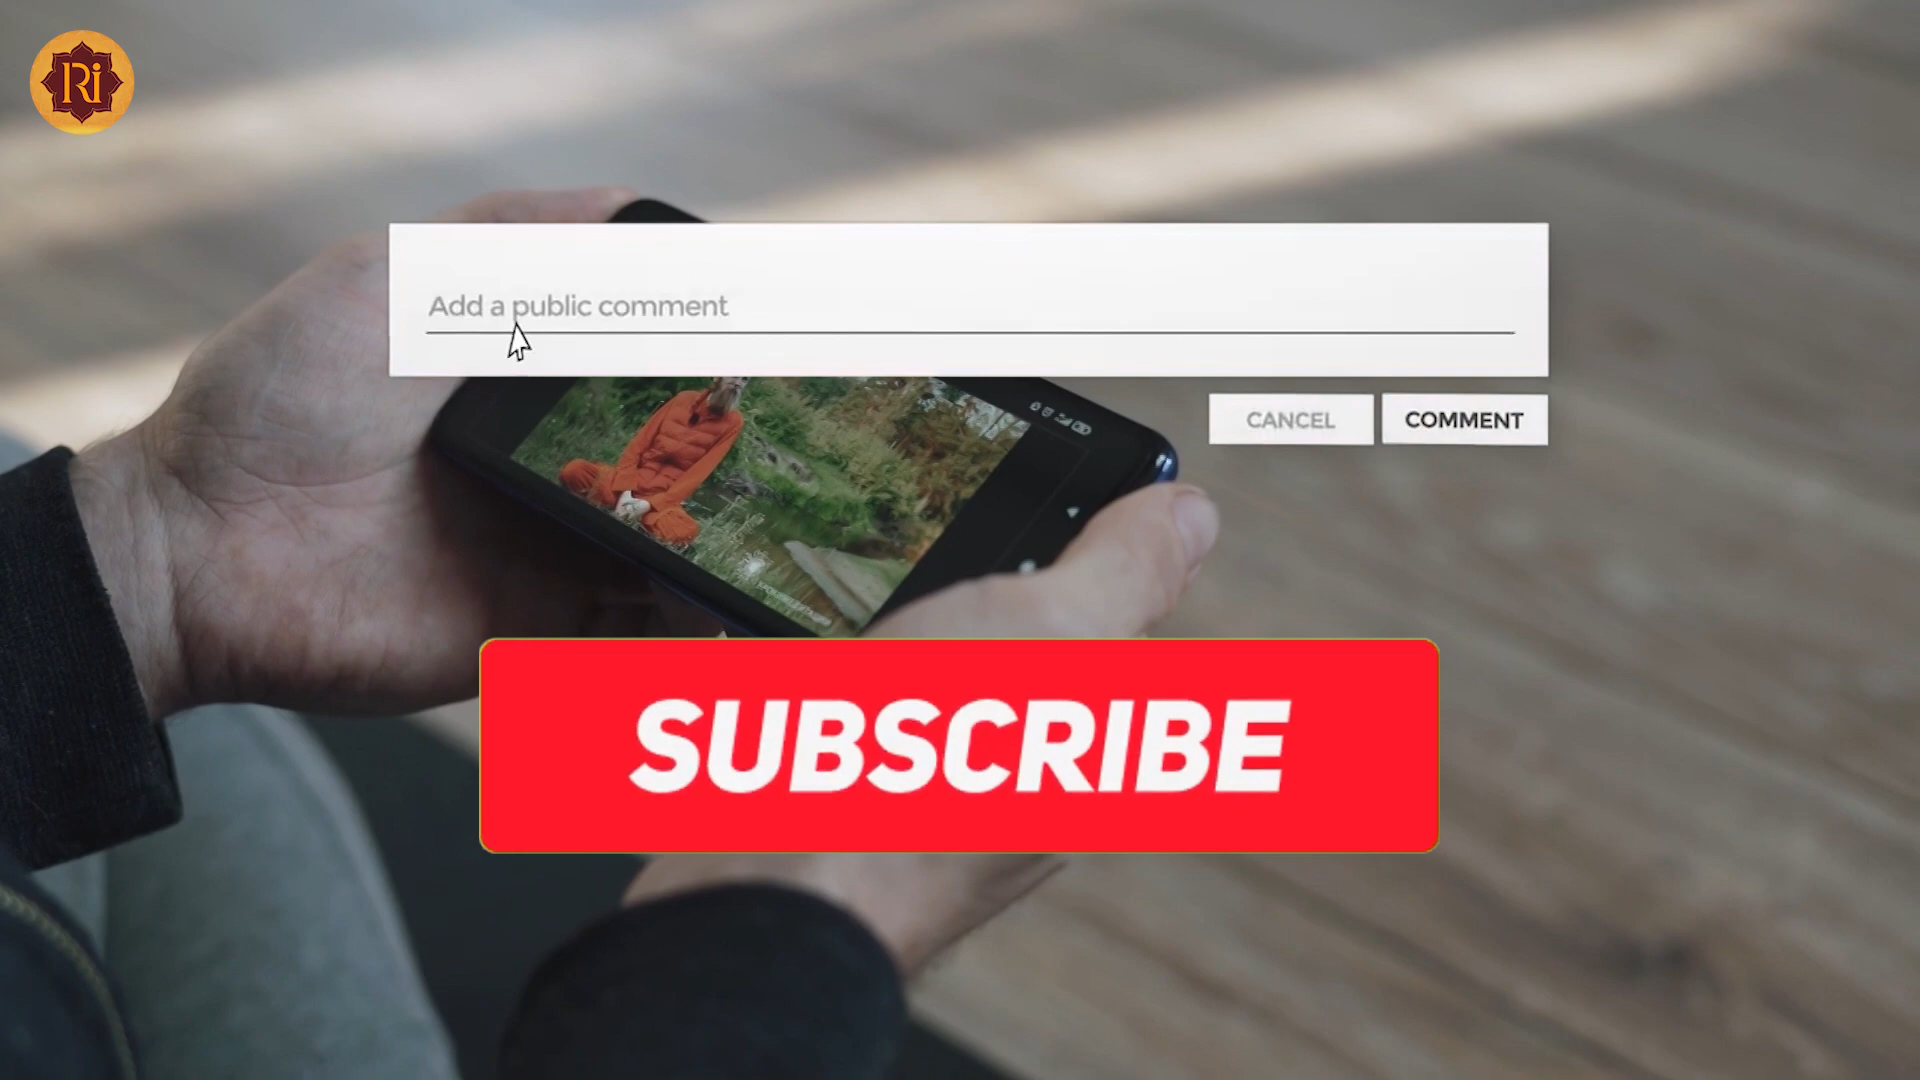 Ri
Add a public comment
CANCEL
COMMENT
SUBSCRIBE